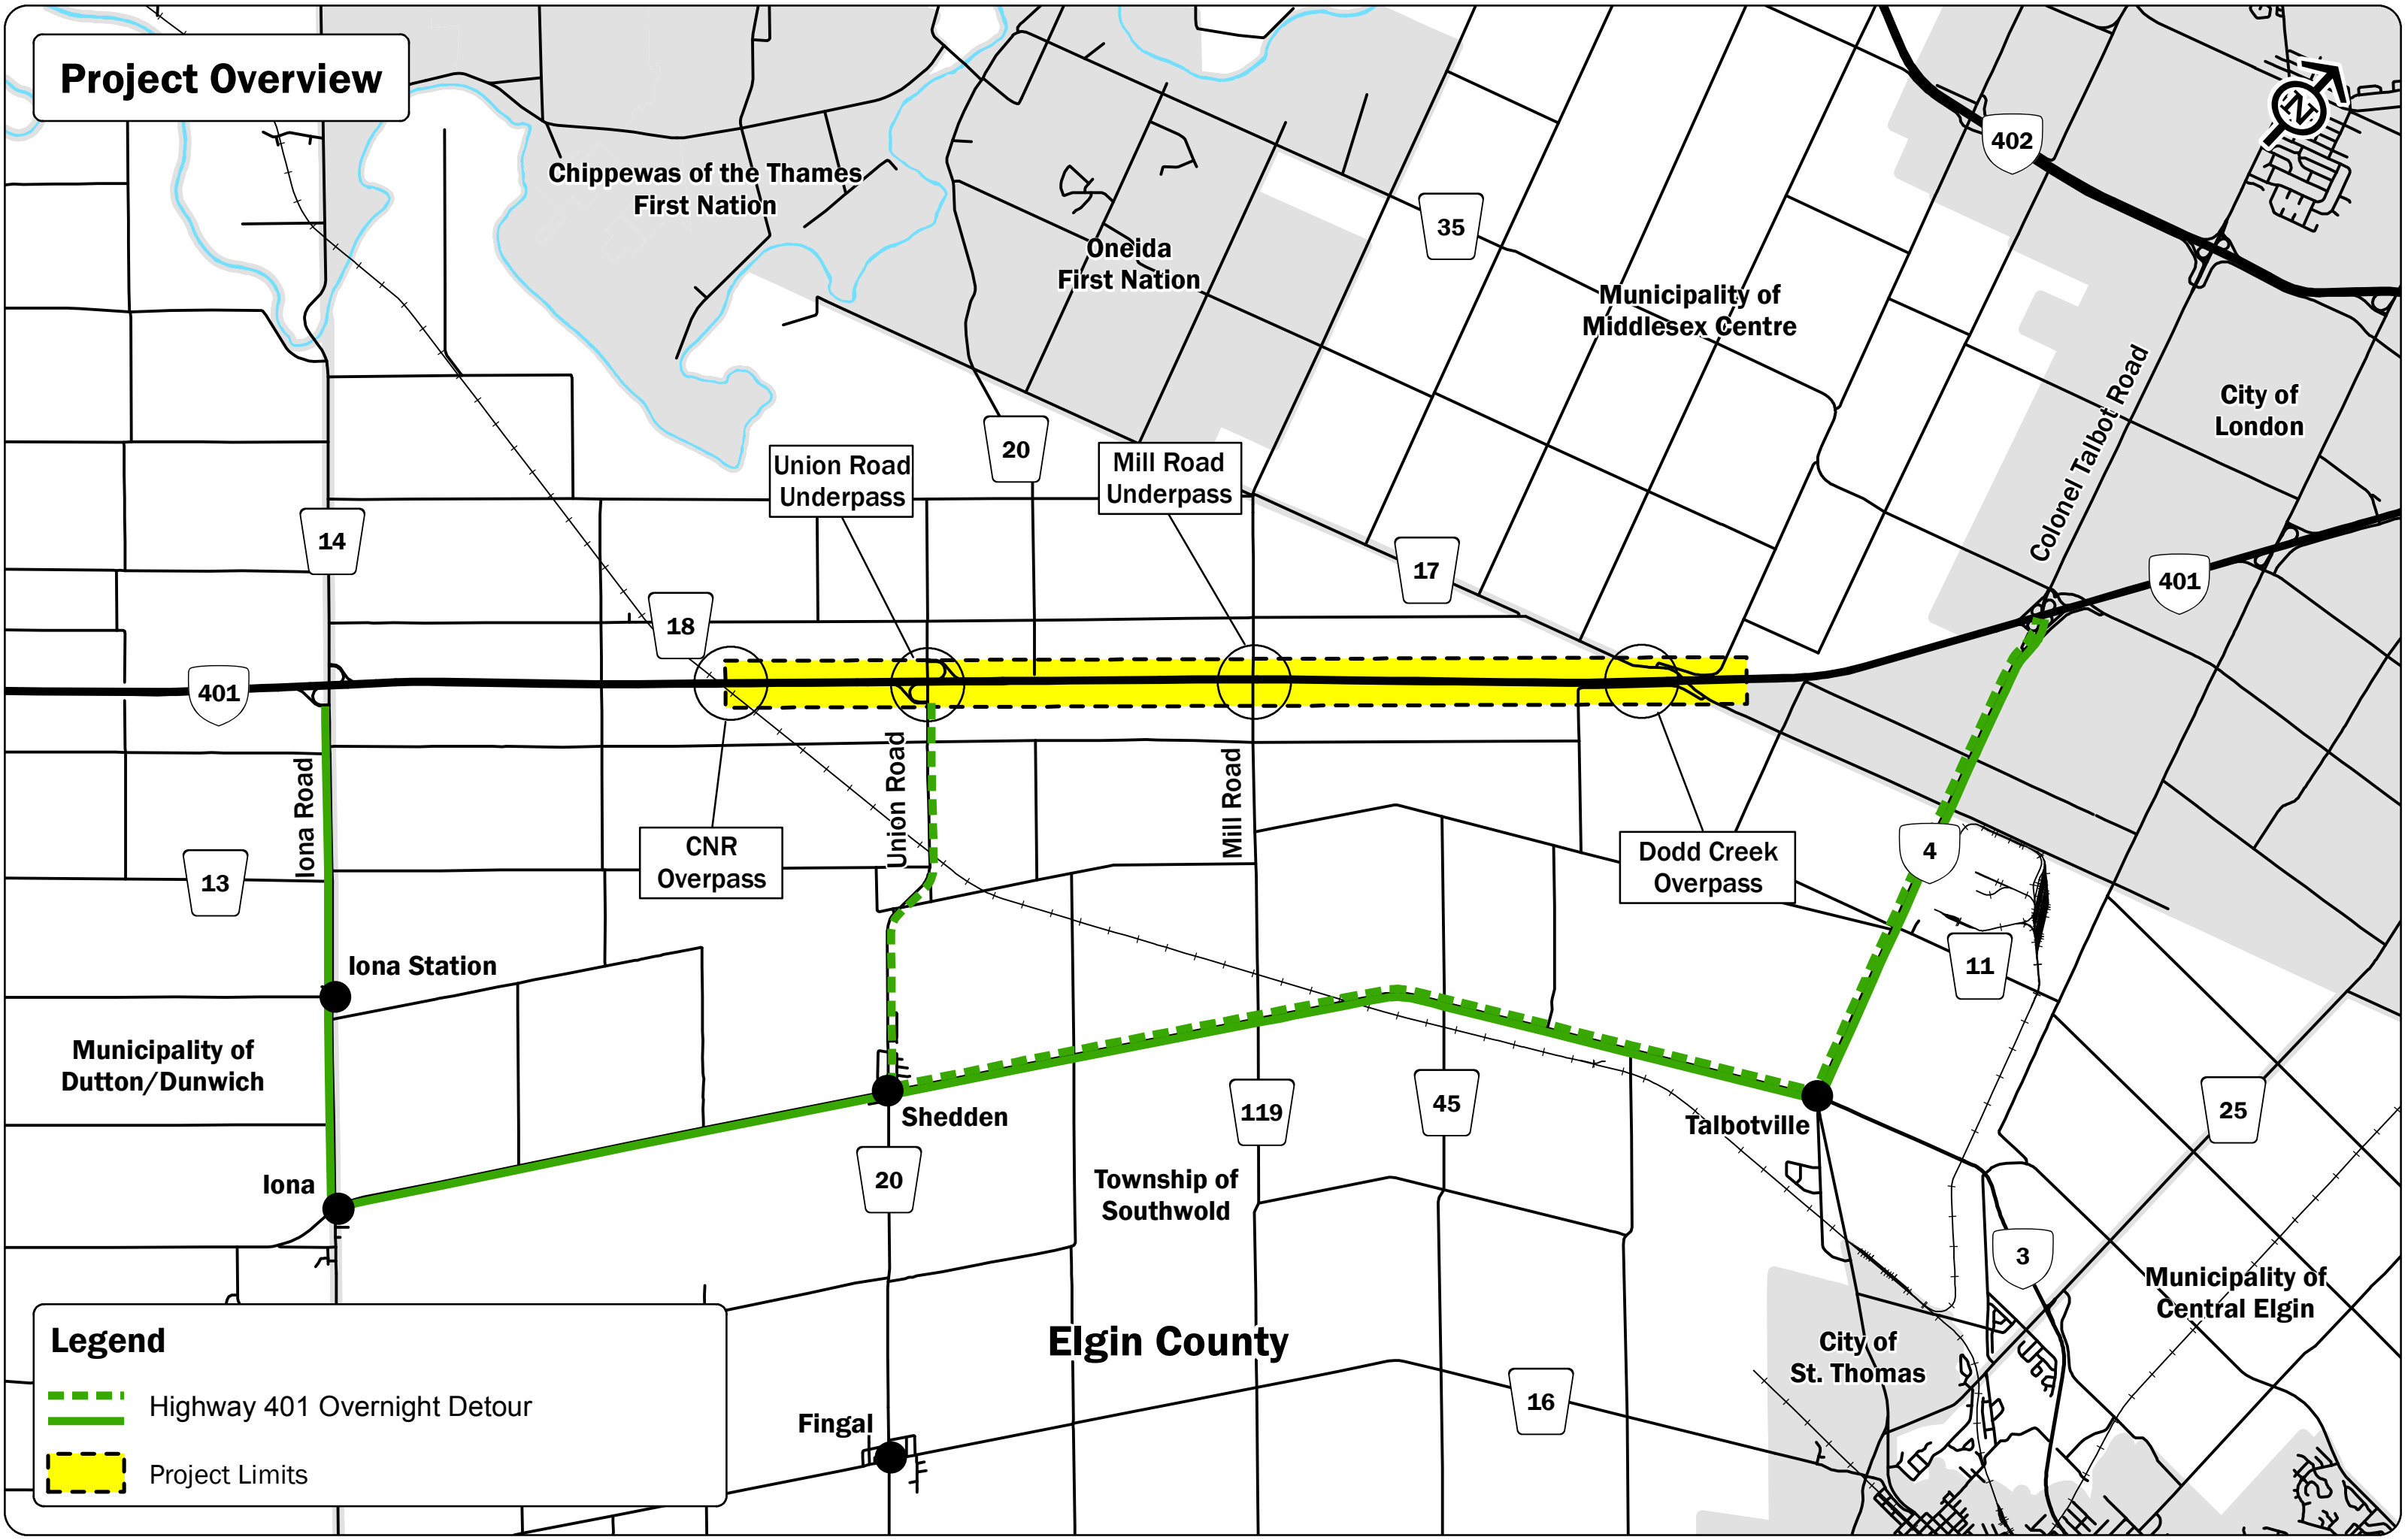 Project Overview
N
402
Chippewas of the Thames
First Nation
Oneida
First Nation
35
Municipality of
Middlesex Centre
Colonel Talbot Road
City of
London
20
Union Road
Underpass
Mill Road
Underpass
14
17
401
18
401
Iona Road
Union Road
Mill Road
13
CNR
Overpass
Dodd Creek
Overpass
4
11
Iona Station
Municipality of
Dutton/Dunwich
Shedden
119
45
Talbotville
25
Iona
20
Township of
Southwold
3
Municipality of
Central Elgin
Elgin County
City of
St. Thomas
16
Fingal
Legend
Highway 401 Overnight Detour
Project Limits